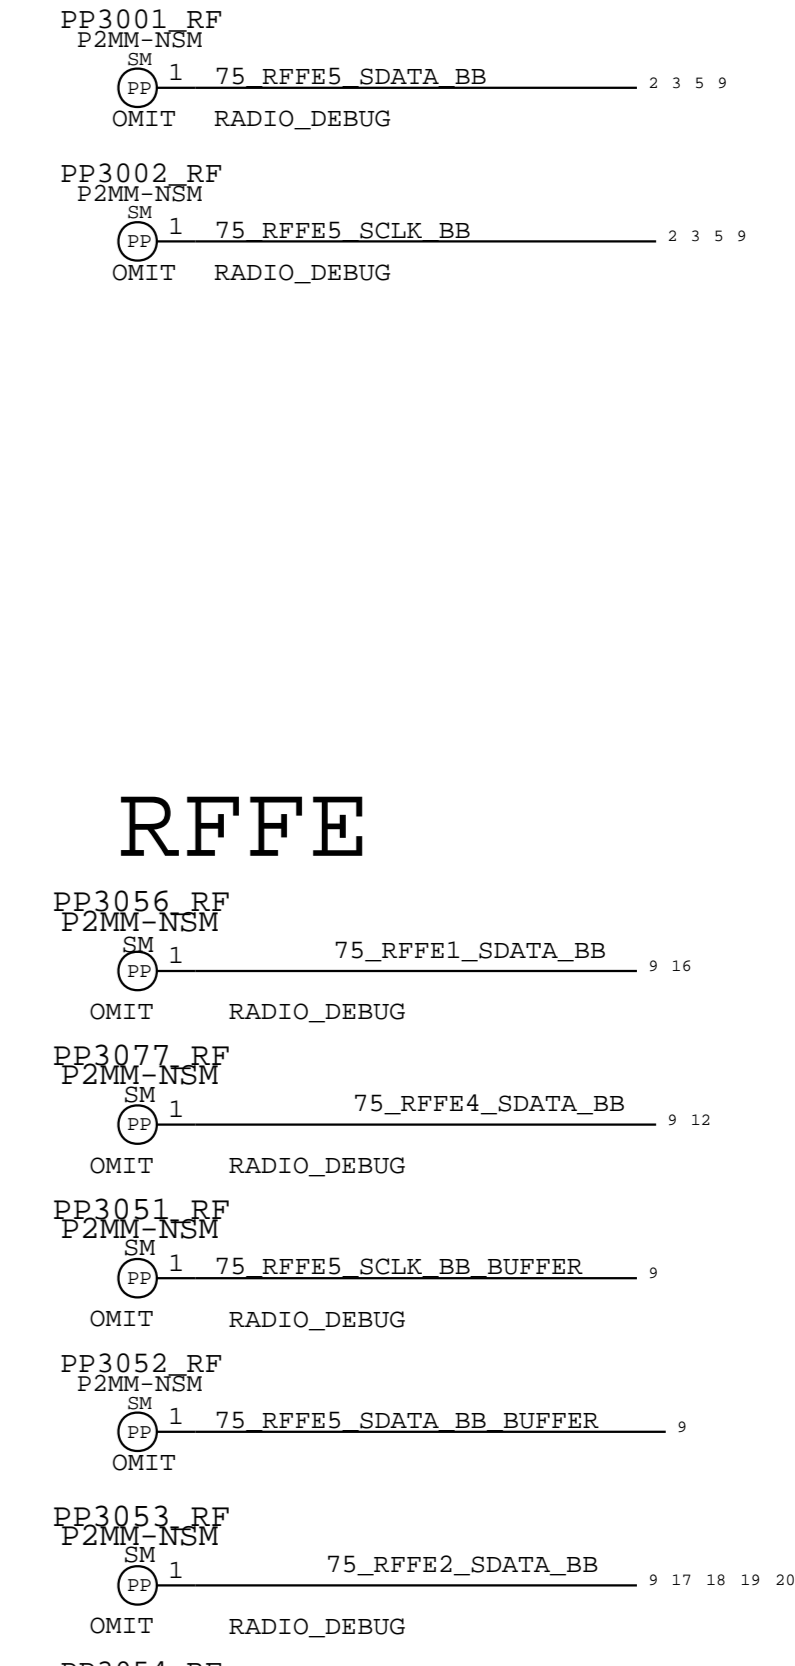 PP3001_RF
P2MM-NSM
SM
PP 1 75_RFFE5_SDATA_BB 2 3 5 9
OMIT RADIO_DEBUG
PP3002_RF
P2MM-NSM
SM
PP 1 75_RFFE5_SCLK_BB 2 3 5 9
OMIT RADIO_DEBUG
RFFE
PP3056_RF
P2MM-NSM
SM
PP 1 75_RFFE1_SDATA_BB 9 16
OMIT RADIO_DEBUG
PP3077_RF
P2MM-NSM
SM
PP 1 75_RFFE4_SDATA_BB 9 12
OMIT RADIO_DEBUG
PP3051_RF
P2MM-NSM
SM
PP 1 75_RFFE5_SCLK_BB_BUFFER 9
OMIT RADIO_DEBUG
PP3052_RF
P2MM-NSM
SM
PP 1 75_RFFE5_SDATA_BB_BUFFER 9
OMIT
PP3053_RF
P2MM-NSM
SM
PP 1 75_RFFE2_SDATA_BB 9 17 18 19 20
OMIT RADIO_DEBUG